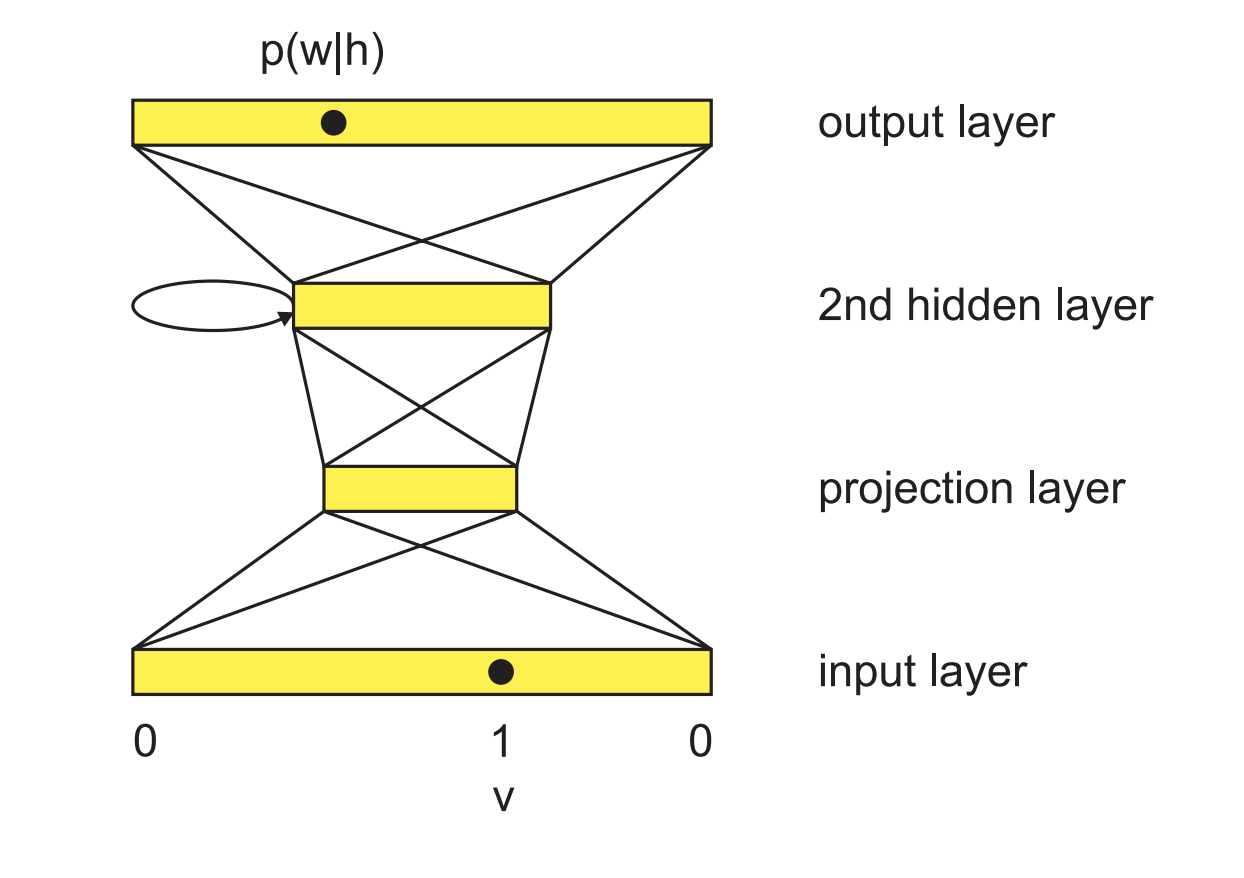 p(w|h)
output layer
2nd hidden layer
projection layer
input layer
0 1 0
v